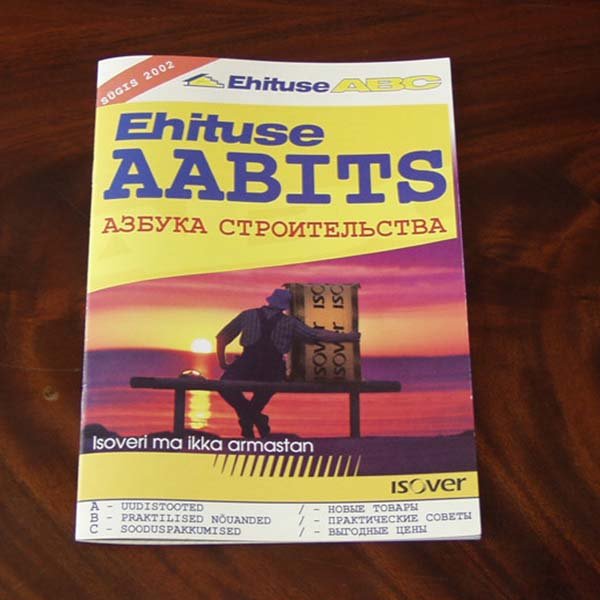 SÜGIS 2002
Ehituse ABC
Ehituse
AABITS
АЗБУКА СТРОИТЕЛЬСТВА
ISOVER ISOVER
Isoveri ma ikka armastan
ISOVER
A - UUDISTOOTED / - НОВЫЕ ТОВАРЫ
B - PRAKTILISED NÕUANDED / - ПРАКТИЧЕСКИЕ СОВЕТЫ
C - SOODUSPAKKUMISED / - ВЫГОДНЫЕ ЦЕНЫ